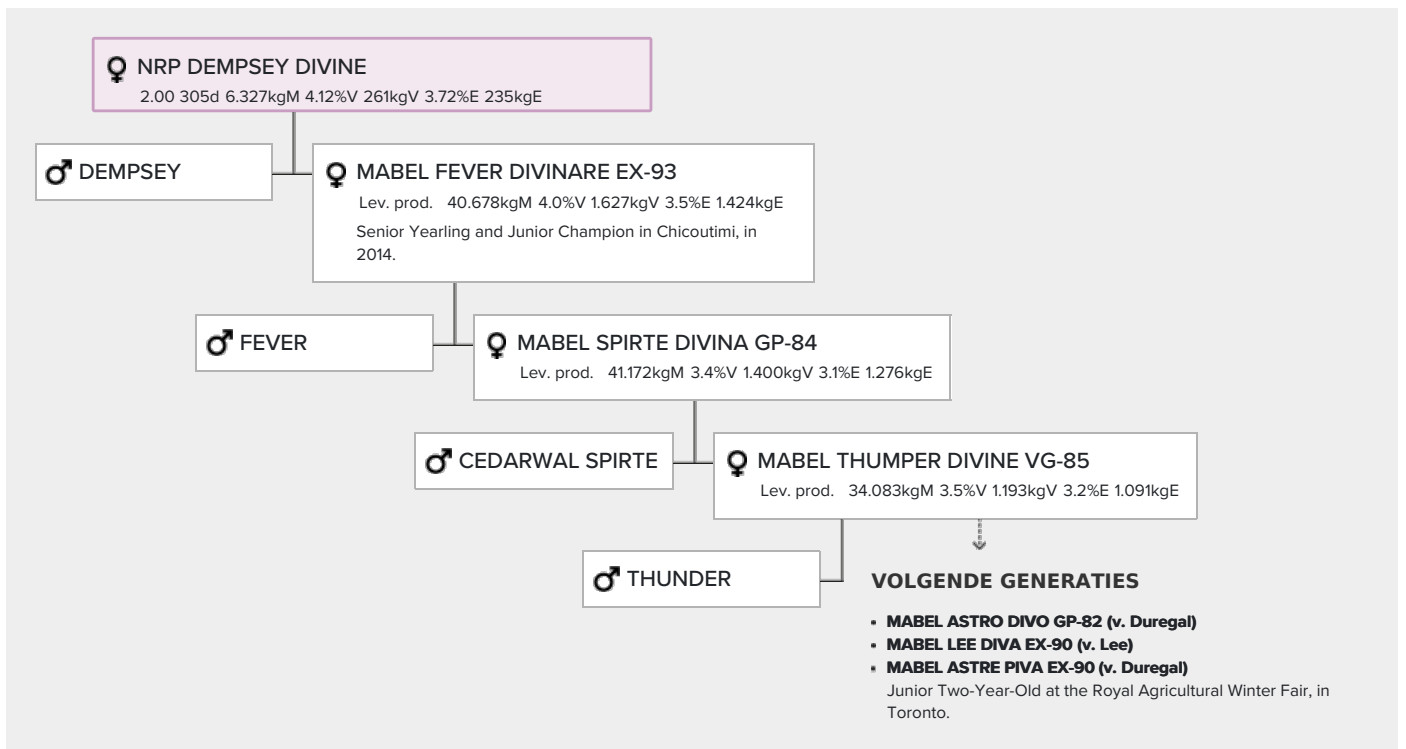 NRP DEMPSEY DIVINE
2.00 305d 6.327kgM 4.12%V 261kgV 3.72%E 235kgE
DEMPSEY
MABEL FEVER DIVINARE EX-93
Lev. prod. 40.678kgM 4.0%V 1.627kgV 3.5%E 1.424kgE
Senior Yearling and Junior Champion in Chicoutimi, in
2014.
FEVER
MABEL SPIRTE DIVINA GP-84
Lev. prod. 41.172kgM 3.4%V 1.400kgV 3.1%E 1.276kgE
CEDARWAL SPIRTE
MABEL THUMPER DIVINE VG-85
Lev. prod. 34.083kgM 3.5%V 1.193kgV 3.2%E 1.091kgE
THUNDER
VOLGENDE GENERATIES
▪ MABEL ASTRO DIVO GP-82 (v. Duregal)
▪ MABEL LEE DIVA EX-90 (v. Lee)
▪ MABEL ASTRE PIVA EX-90 (v. Duregal)
Junior Two-Year-Old at the Royal Agricultural Winter Fair, in
Toronto.